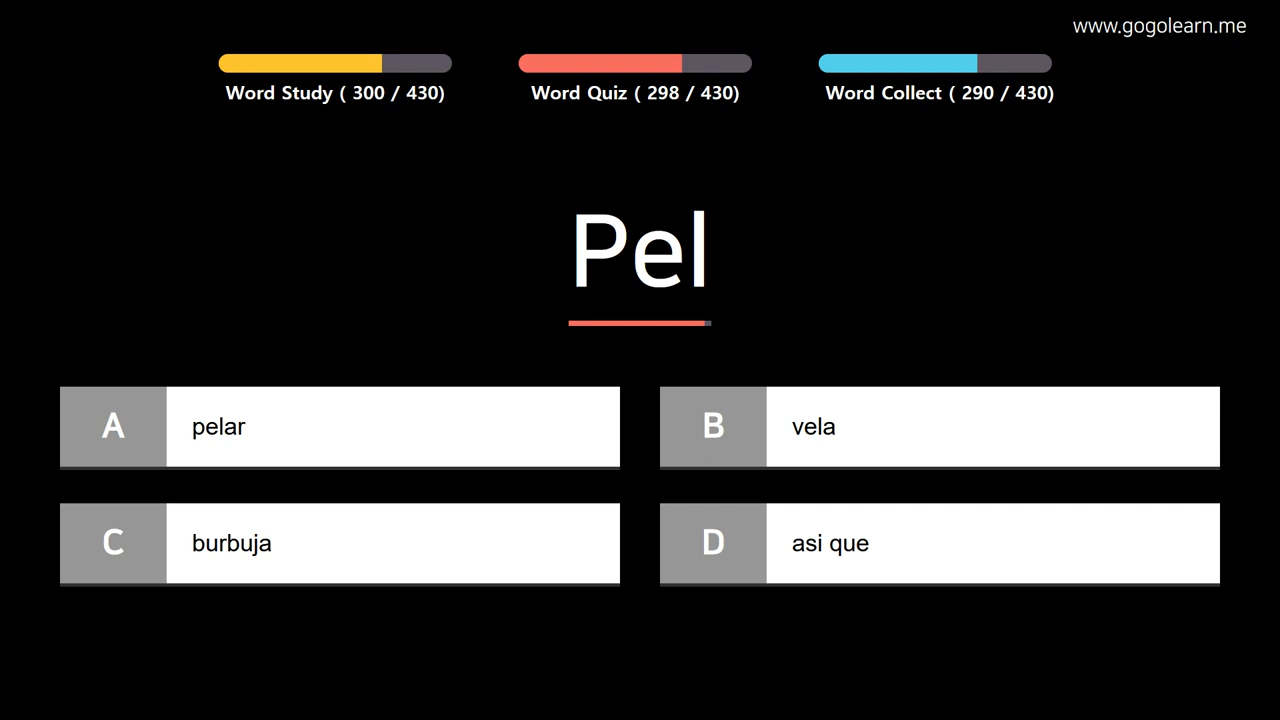 www.gogolearn.me
Word Study ( 300 / 430)
Word Quiz ( 298 / 430)
Word Collect ( 290 / 430)
Pel
A
pelar
B
vela
C
burbuja
D
asi que